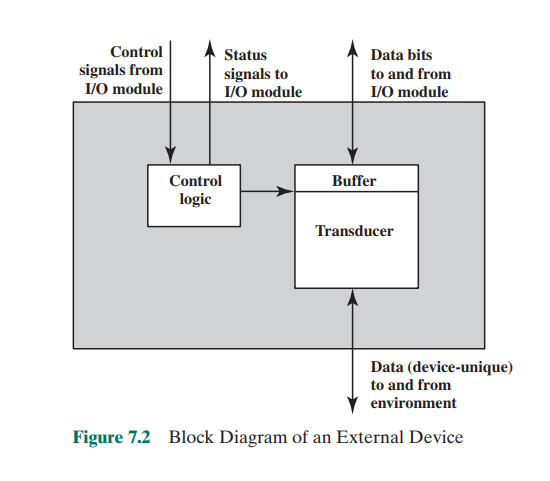 Control
signals from
I/O module
Status
signals to
I/O module
Data bits
to and from
I/O module
Control
logic
Buffer
Transducer
Data (device-unique)
to and from
environment
Figure 7.2 Block Diagram of an External Device